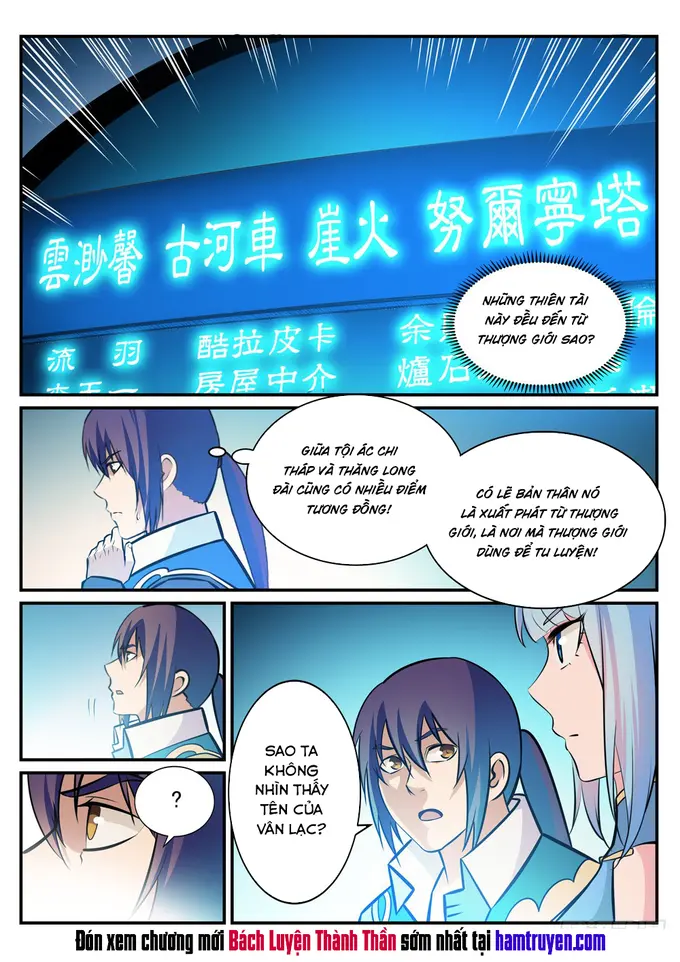 雲渺馨 古河車 崖火 努爾寧塔
NHỮNG THIÊN TÀI
NÀY ĐỀU ĐẾN TỪ
THƯỢNG GIỚI SAO?
流羽 酷拉皮卡 余
房屋中介 爐石
GIỮA TỘI ÁC CHI
THÁP VÀ THĂNG LONG
ĐÀI CŨNG CÓ NHIỀU ĐIỂM
TƯƠNG ĐỒNG!
CÓ LẼ BẢN THÂN NÓ
LÀ XUẤT PHÁT TỪ THƯỢNG
GIỚI, LÀ NƠI MÀ THƯỢNG GIỚI
DÙNG ĐỂ TU LUYỆN!
SAO TA
KHÔNG
NHÌN THẤY
TÊN CỦA
VÂN LẠC?
?
Đón xem chương mới Bách Luyện Thành Thần sớm nhất tại hamtruyen.com